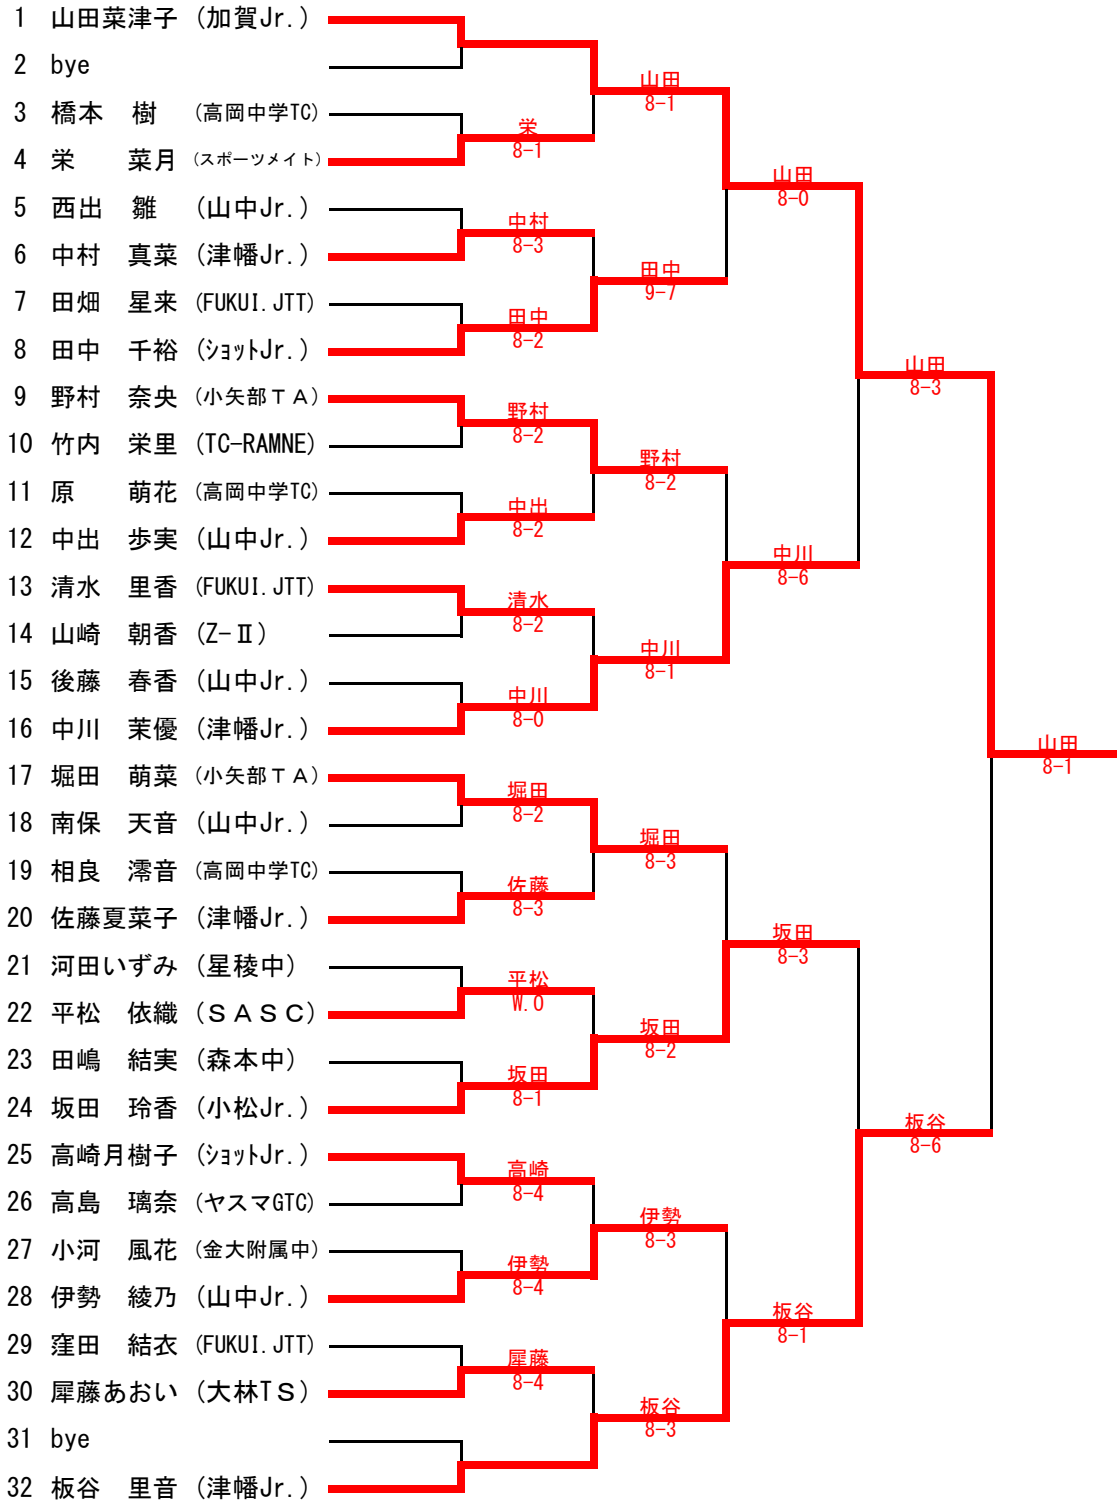 1 山田菜津子 (加賀Jr.)
2 bye
3 橋本 樹 (高岡中学TC)
4 栄 菜月 (スポーツメイト)
5 西出 雛 (山中Jr.)
6 中村 真菜 (津幡Jr.)
7 田畑 星来 (FUKUI.JTT)
8 田中 千裕 (ｼｮｯﾄJr.)
9 野村 奈央 (小矢部ＴＡ)
10 竹内 栄里 (TC-RAMNE)
11 原 萌花 (高岡中学TC)
12 中出 歩実 (山中Jr.)
13 清水 里香 (FUKUI.JTT)
14 山崎 朝香 (Z-Ⅱ)
15 後藤 春香 (山中Jr.)
16 中川 茉優 (津幡Jr.)
17 堀田 萌菜 (小矢部ＴＡ)
18 南保 天音 (山中Jr.)
19 相良 澪音 (高岡中学TC)
20 佐藤夏菜子 (津幡Jr.)
21 河田いずみ (星稜中)
22 平松 依織 (ＳＡＳＣ)
23 田嶋 結実 (森本中)
24 坂田 玲香 (小松Jr.)
25 高崎月樹子 (ｼｮｯﾄJr.)
26 高島 璃奈 (ヤスマGTC)
27 小河 風花 (金大附属中)
28 伊勢 綾乃 (山中Jr.)
29 窪田 結衣 (FUKUI.JTT)
30 犀藤あおい (大林TＳ)
31 bye
32 板谷 里音 (津幡Jr.)
栄
8-1
中村
8-3
田中
8-2
野村
8-2
中出
8-2
清水
8-2
中川
8-0
堀田
8-2
佐藤
8-3
平松
W.O
坂田
8-1
高崎
8-4
伊勢
8-4
犀藤
8-4
山田
8-1
田中
9-7
野村
8-2
中川
8-1
堀田
8-3
坂田
8-2
伊勢
8-3
板谷
8-3
山田
8-0
中川
8-6
坂田
8-3
板谷
8-1
山田
8-3
板谷
8-6
山田
8-1